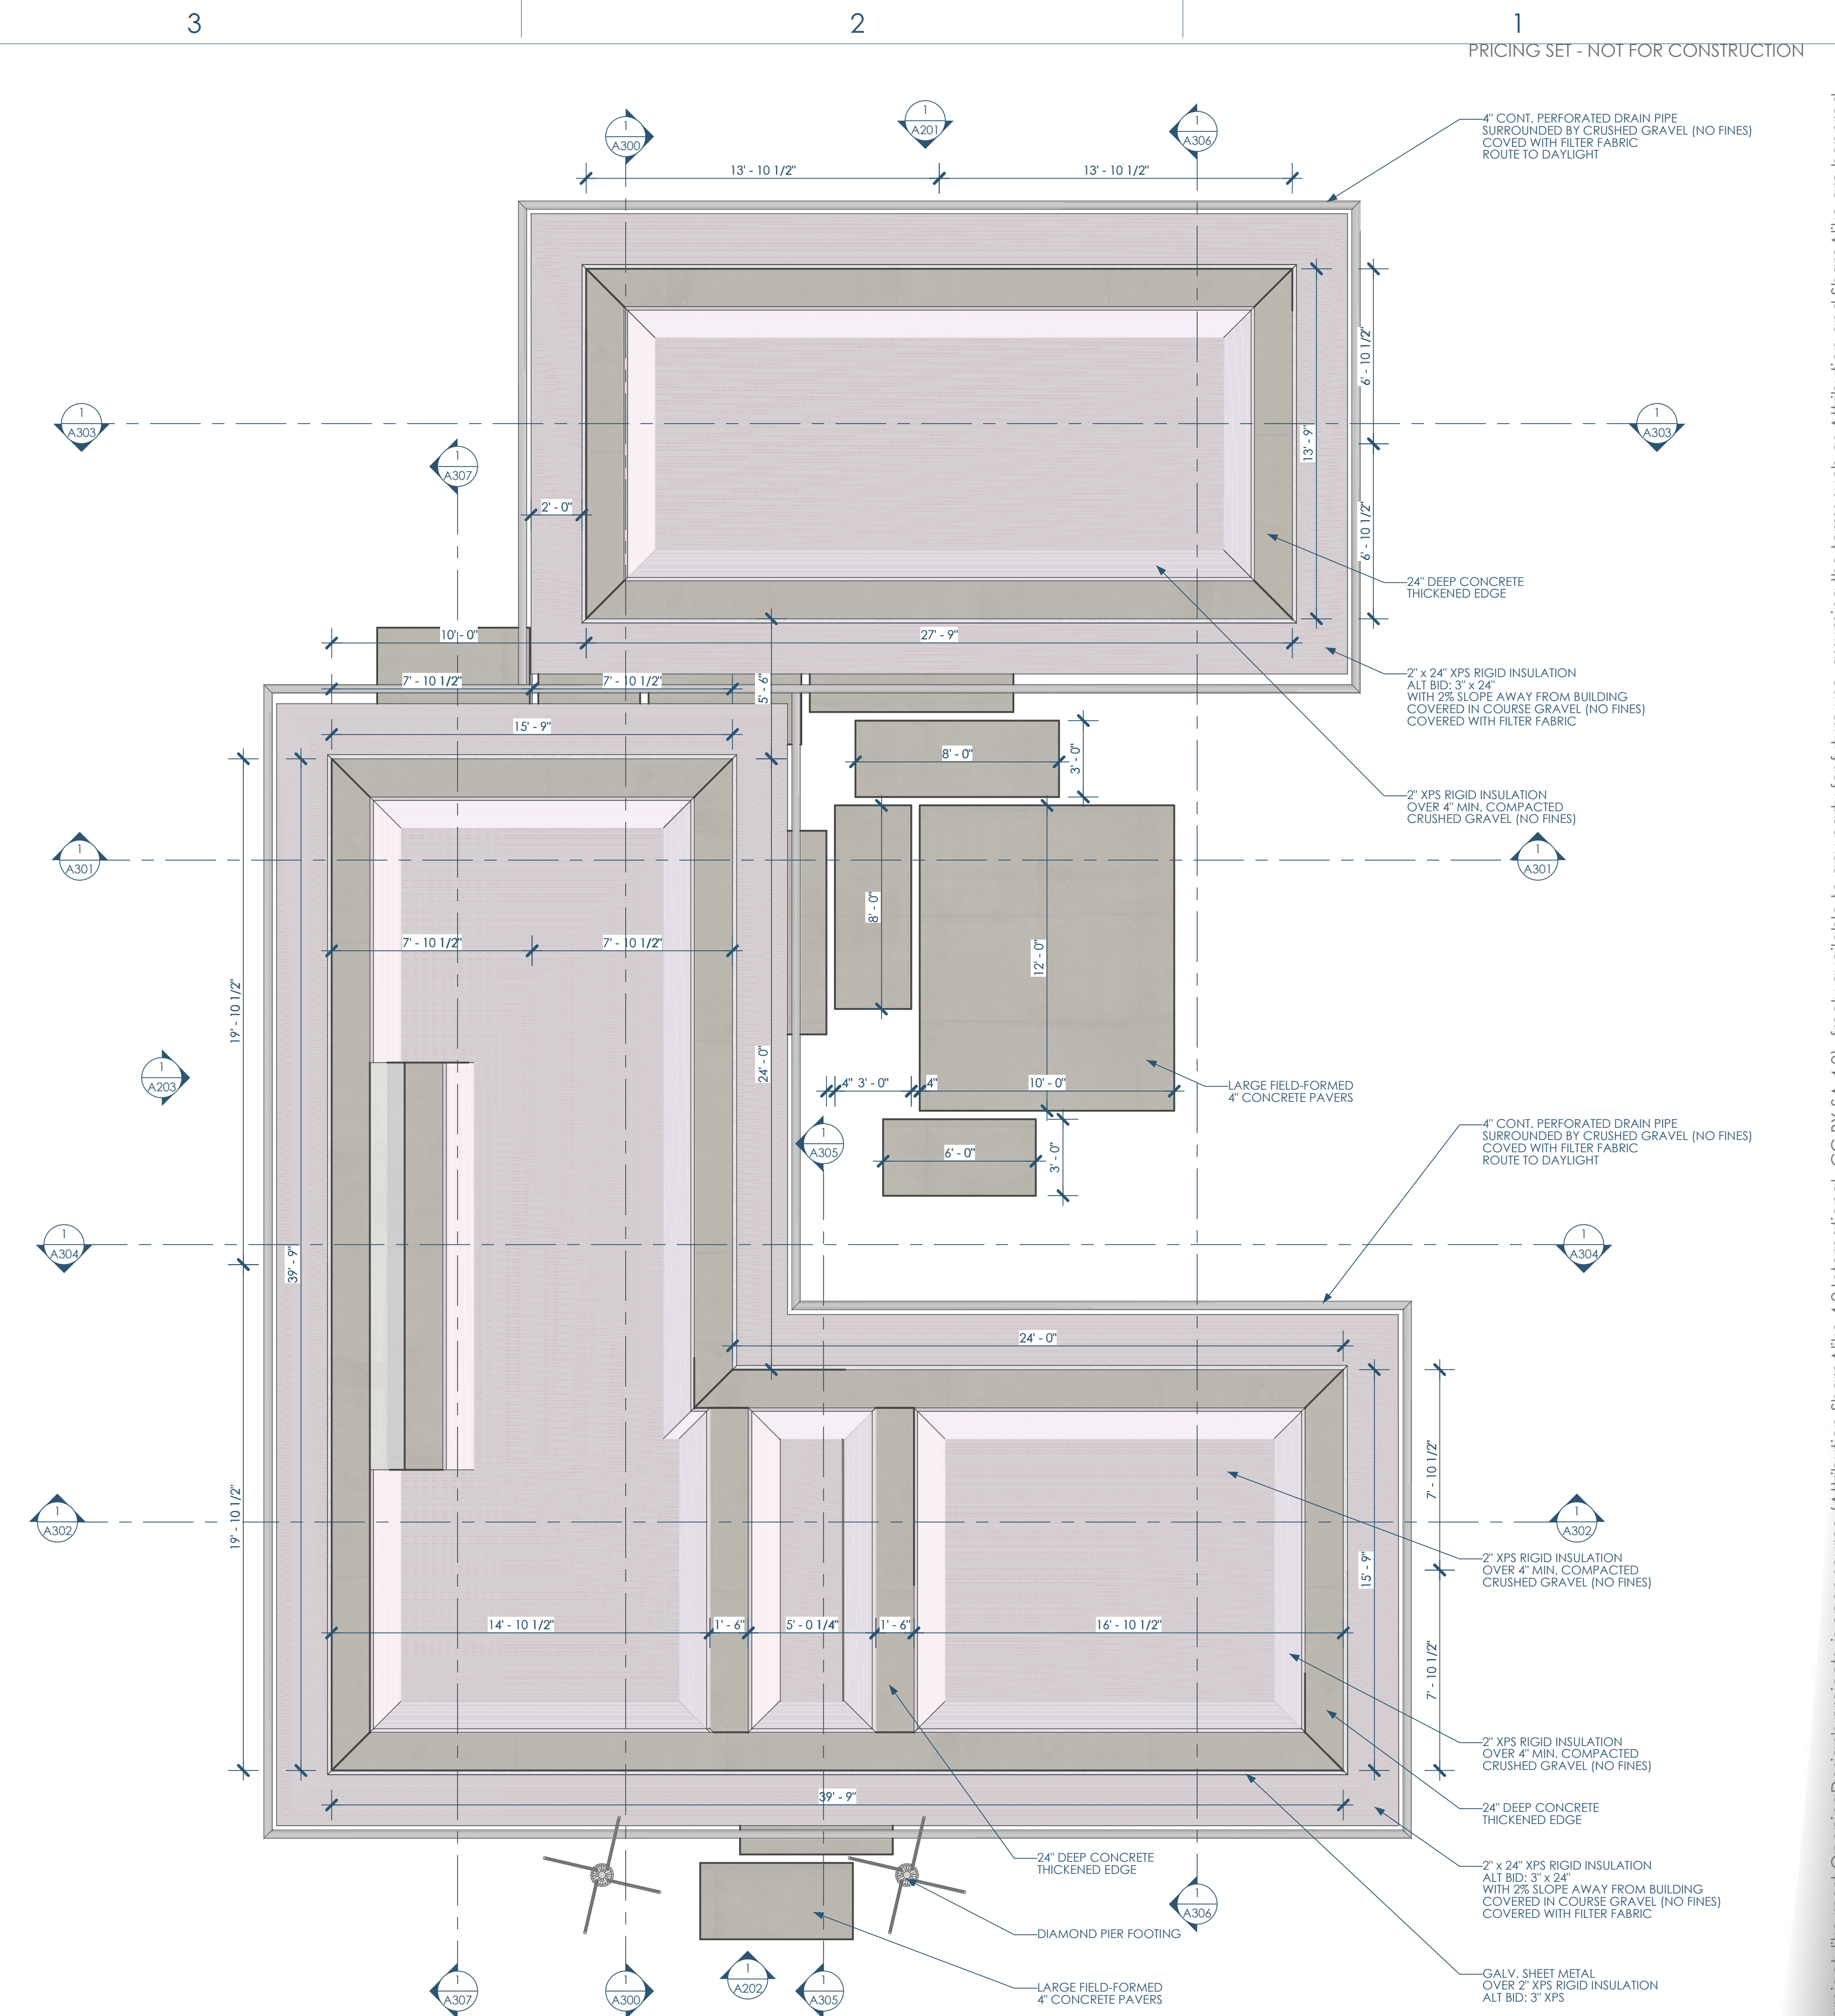 3
2
1
PRICING SET - NOT FOR CONSTRUCTION
1
A300
1
A201
1
A306
4" CONT. PERFORATED DRAIN PIPE
SURROUNDED BY CRUSHED GRAVEL (NO FINES)
COVED WITH FILTER FABRIC
ROUTE TO DAYLIGHT
13' - 10 1/2"
13' - 10 1/2"
6' - 10 1/2"
1
A303
13' - 9"
1
A303
1
A307
2' - 0"
6' - 10 1/2"
24" DEEP CONCRETE
THICKENED EDGE
10' - 0"
27' - 9"
7' - 10 1/2"
7' - 10 1/2"
5' - 6"
2" x 24" XPS RIGID INSULATION
ALT BID: 3" x 24"
WITH 2% SLOPE AWAY FROM BUILDING
COVERED IN COURSE GRAVEL (NO FINES)
COVERED WITH FILTER FABRIC
15' - 9"
8' - 0"
3' - 0"
2" XPS RIGID INSULATION
OVER 4" MIN. COMPACTED
CRUSHED GRAVEL (NO FINES)
1
A301
1
A301
8' - 0"
7' - 10 1/2"
7' - 10 1/2"
12' - 0"
19' - 10 1/2"
24' - 0"
1
A203
4"
3' - 0"
4"
10' - 0"
LARGE FIELD-FORMED
4" CONCRETE PAVERS
4" CONT. PERFORATED DRAIN PIPE
SURROUNDED BY CRUSHED GRAVEL (NO FINES)
COVED WITH FILTER FABRIC
ROUTE TO DAYLIGHT
1
A305
6' - 0"
3' - 0"
1
A304
39' - 9"
1
A304
24' - 0"
7' - 10 1/2"
19' - 10 1/2"
1
A302
1
A302
15' - 9"
2" XPS RIGID INSULATION
OVER 4" MIN. COMPACTED
CRUSHED GRAVEL (NO FINES)
14' - 10 1/2"
1' - 6"
5' - 0 1/4"
1' - 6"
16' - 10 1/2"
7' - 10 1/2"
2" XPS RIGID INSULATION
OVER 4" MIN. COMPACTED
CRUSHED GRAVEL (NO FINES)
39' - 9"
24" DEEP CONCRETE
THICKENED EDGE
24" DEEP CONCRETE
THICKENED EDGE
2" x 24" XPS RIGID INSULATION
ALT BID: 3" x 24"
WITH 2% SLOPE AWAY FROM BUILDING
COVERED IN COURSE GRAVEL (NO FINES)
COVERED WITH FILTER FABRIC
1
A306
DIAMOND PIER FOOTING
1
A307
1
A300
1
A202
1
A305
LARGE FIELD-FORMED
4" CONCRETE PAVERS
GALV. SHEET METAL
OVER 2" XPS RIGID INSULATION
ALT BID: 3" XPS